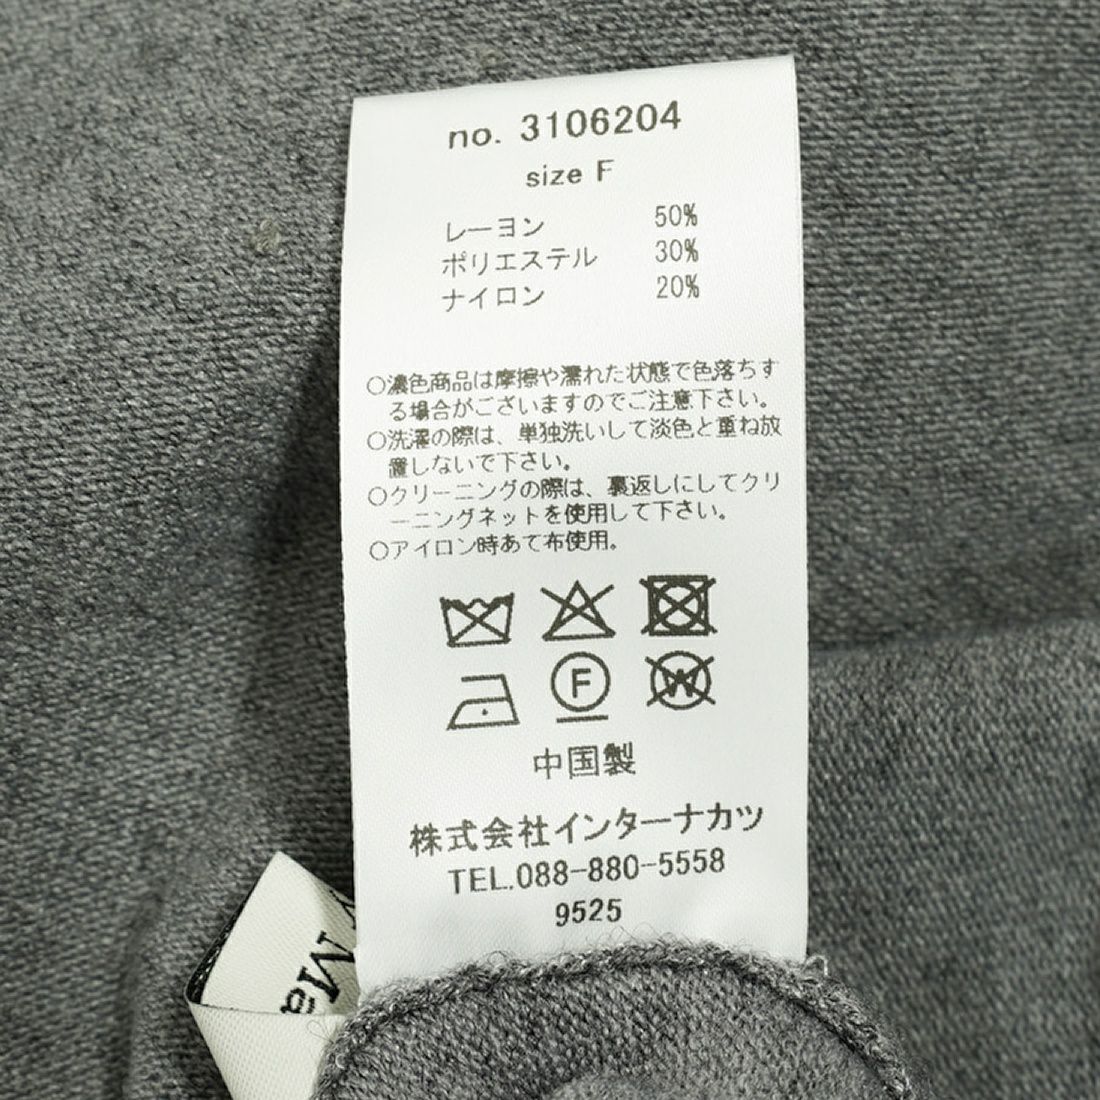 no. 3106204
size F
レーヨン 50%
ポリエステル 30%
ナイロン 20%
○濃色商品は摩擦や濡れた状態で色落ちす
る場合がございますのでご注意下さい。
○洗濯の際は、単独洗いして淡色と重ね放
置しないで下さい。
○クリーニングの際は、裏返しにしてクリ
ーニングネットを使用して下さい。
○アイロン時あて布使用。
F
W
中国製
株式会社インターナカツ
TEL.088-880-5558
9525
Ma